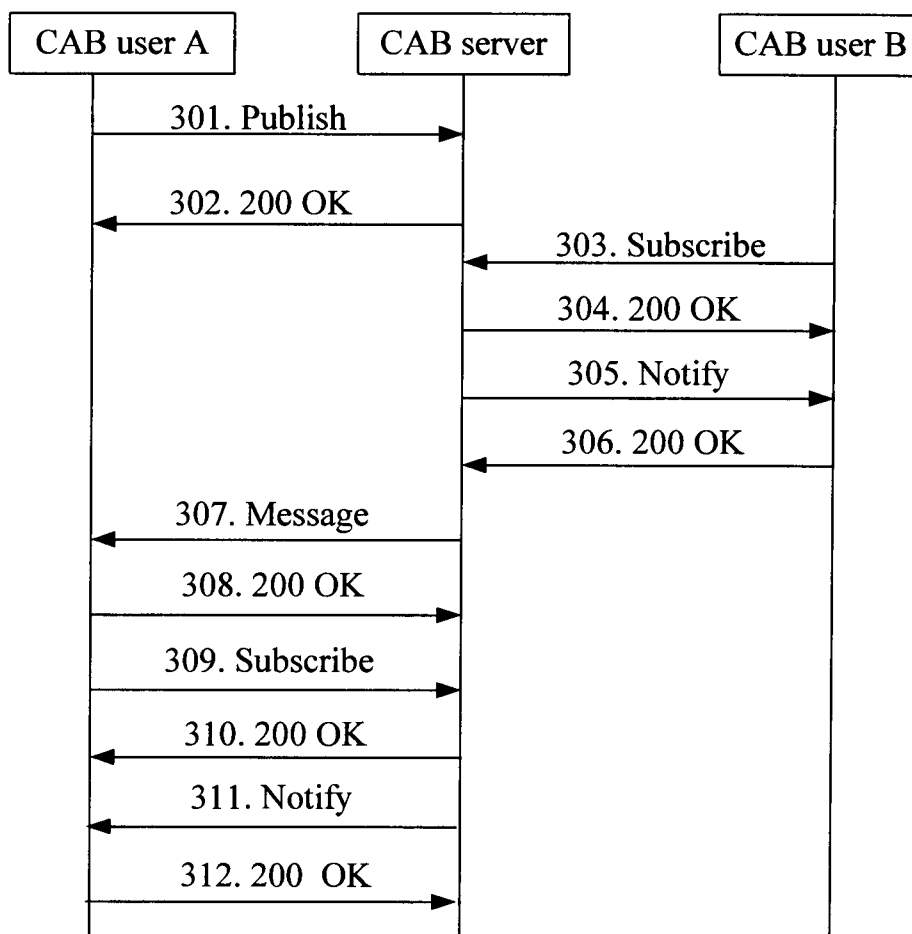 CAB user A
CAB server
CAB user B
301. Publish
302. 200 OK
303. Subscribe
304. 200 OK
305. Notify
306. 200 OK
307. Message
308. 200 OK
309. Subscribe
310. 200 OK
311. Notify
312. 200 OK